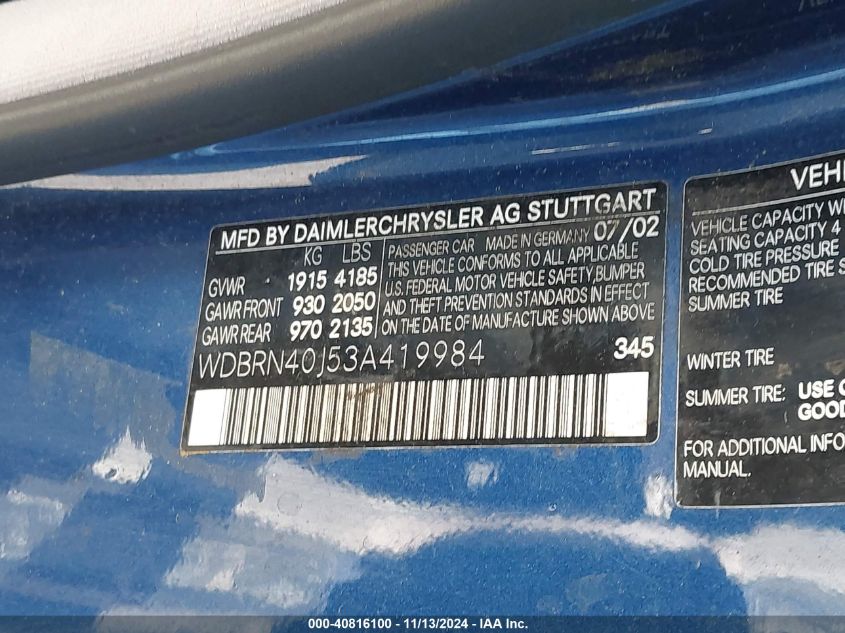 MFD BY DAIMLERCHRYSLER AG STUTTGART
KG LBS
GVWR 1915 4185
GAWR FRONT 930 2050
GAWR REAR 970 2135
PASSENGER CAR MADE IN GERMANY 07/02
THIS VEHICLE CONFORMS TO ALL APPLICABLE
U.S. FEDERAL MOTOR VEHICLE SAFETY, BUMPER
AND THEFT PREVENTION STANDARDS IN EFFECT
ON THE DATE OF MANUFACTURE SHOWN ABOVE
WDBRN40J53A419984 345
VEHI
VEHICLE CAPACITY WE
SEATING CAPACITY 4
COLD TIRE PRESSURE
RECOMMENDED TIRE S
SUMMER TIRE
WINTER TIRE
SUMMER TIRE: USE
GOOD
FOR ADDITIONAL INFO
MANUAL.
000-40816100 - 11/13/2024 - IAA Inc.